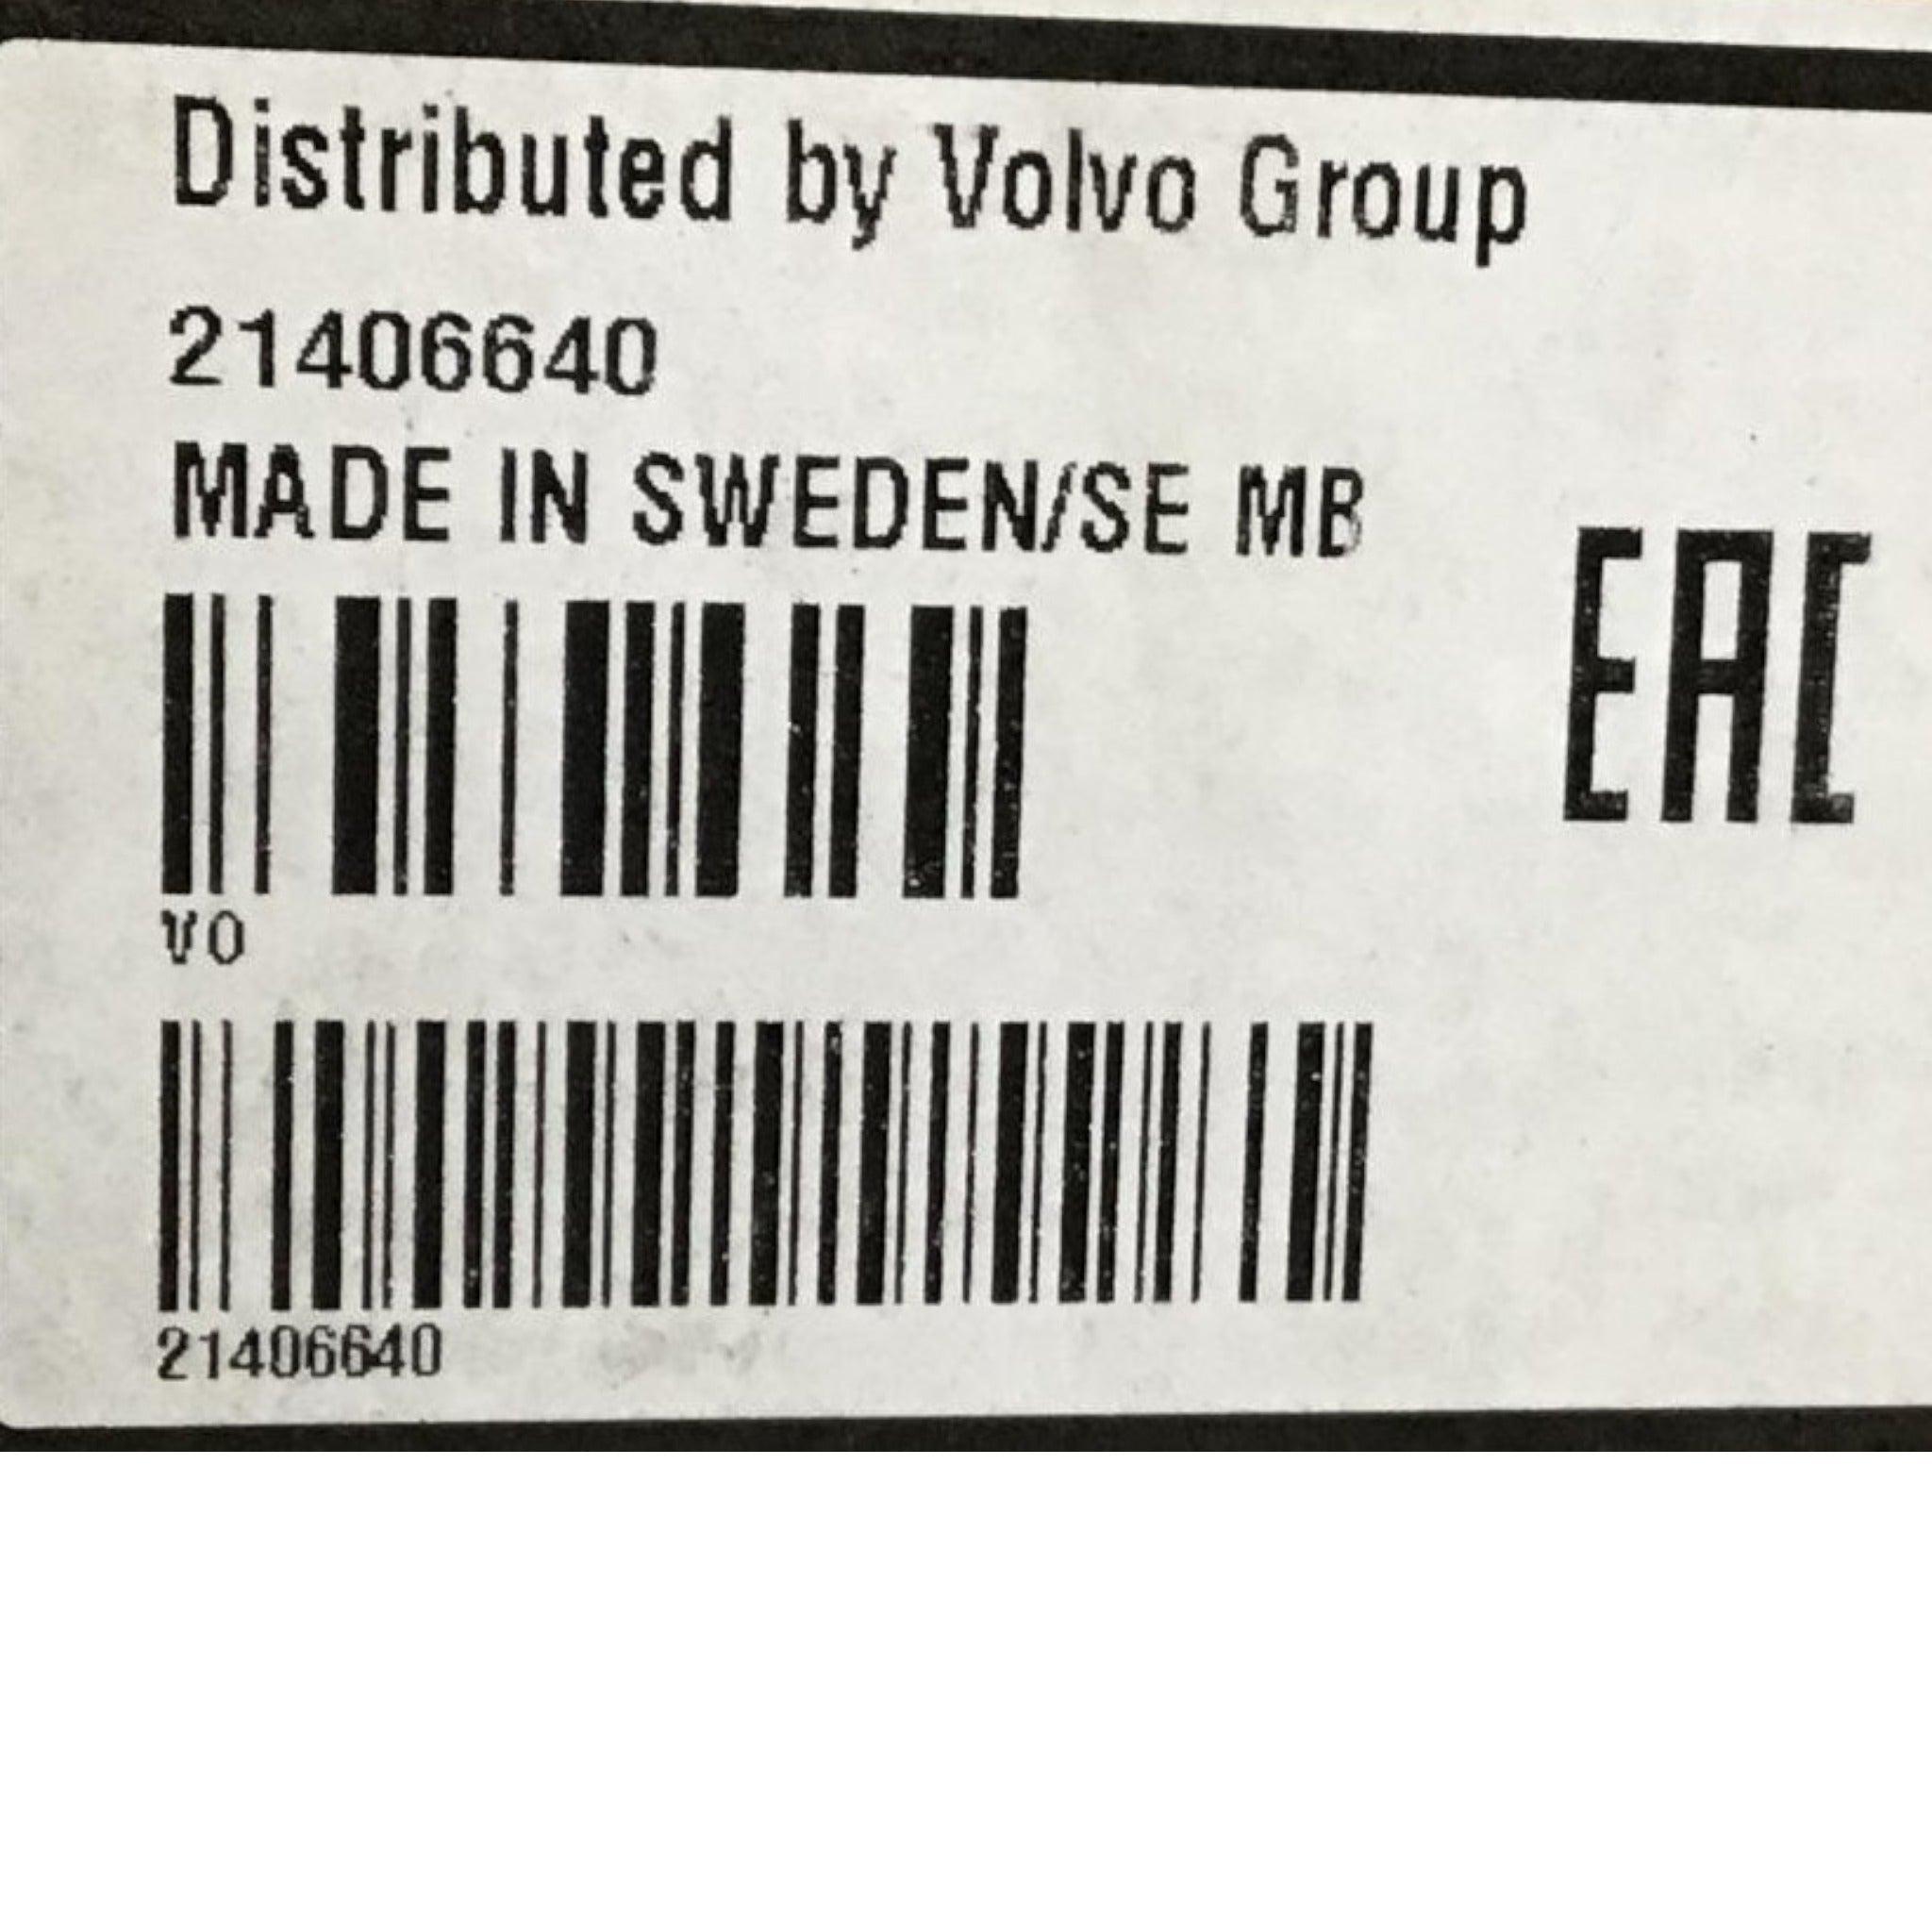 Distributed by Volvo Group
21406640
MADE IN SWEDEN/SE MB
EAC
VO
21406640